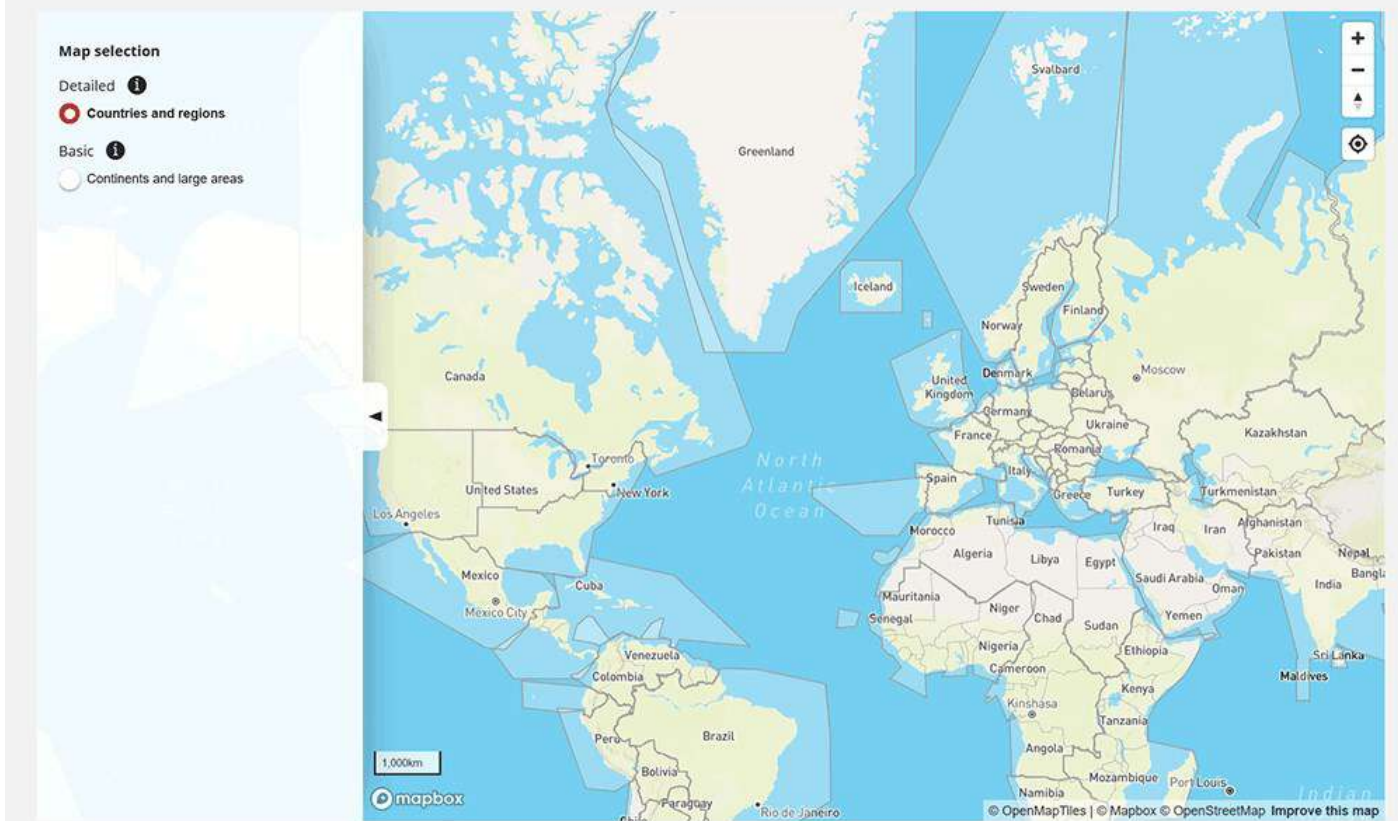 Map selection
Detailed
Countries and regions
Basic
Continents and large areas
Svalbard
Greenland
Iceland
Sweden
Finland
Norway
Canada
United
Kingdom
Denmark
Moscow
Belarus
Germany
Ukraine
France
Romania
Kazakhstan
Toronto
North
Atlantic
Ocean
United States
New York
Spain
Italy
Greece
Turkey
Turkmenistan
Los Angeles
Morocco
Tunisia
Iraq
Iran
Afghanistan
Algeria
Libya
Egypt
Pakistan
Nepal
Mexico
Cuba
Saudi Arabia
Oman
India
Mexico City
Mauritania
Niger
Chad
Sudan
Yemen
Senegal
Nigeria
Ethiopia
Sri Lanka
Venezuela
Colombia
Cameroon
Maldives
Kenya
Kinshasa
Tanzania
Peru
Brazil
Angola
1,000km
Bolivia
Mozambique
Port Louis
Namibia
Indian
mapbox
Paraguay
Rio de Janeiro
© OpenMapTiles | © Mapbox © OpenStreetMap Improve this map